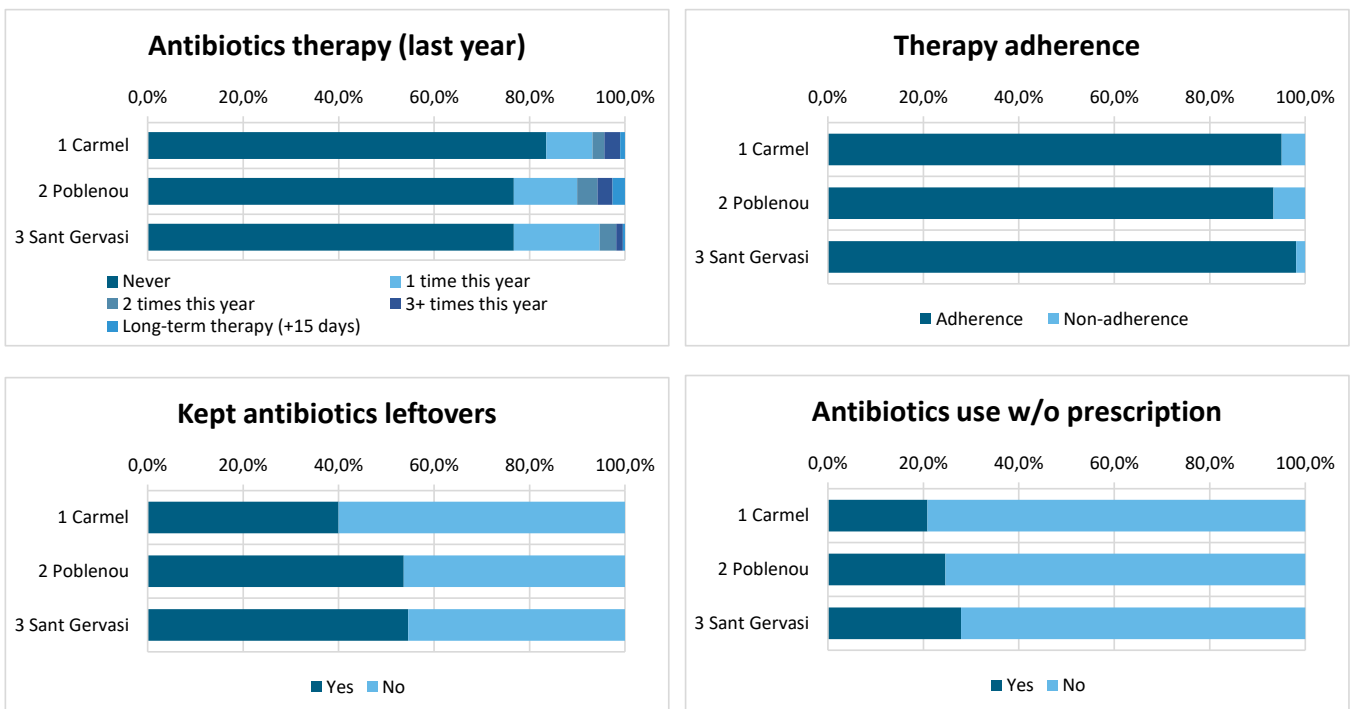 Antibiotics therapy (last year)
0,0% 20,0% 40,0% 60,0% 80,0% 100,0%
1 Carmel
2 Poblenou
3 Sant Gervasi
Never 1 time this year
2 times this year 3+ times this year
Long-term therapy (+15 days)
Therapy adherence
0,0% 20,0% 40,0% 60,0% 80,0% 100,0%
1 Carmel
2 Poblenou
3 Sant Gervasi
Adherence Non-adherence
Kept antibiotics leftovers
0,0% 20,0% 40,0% 60,0% 80,0% 100,0%
1 Carmel
2 Poblenou
3 Sant Gervasi
Yes No
Antibiotics use w/o prescription
0,0% 20,0% 40,0% 60,0% 80,0% 100,0%
1 Carmel
2 Poblenou
3 Sant Gervasi
Yes No